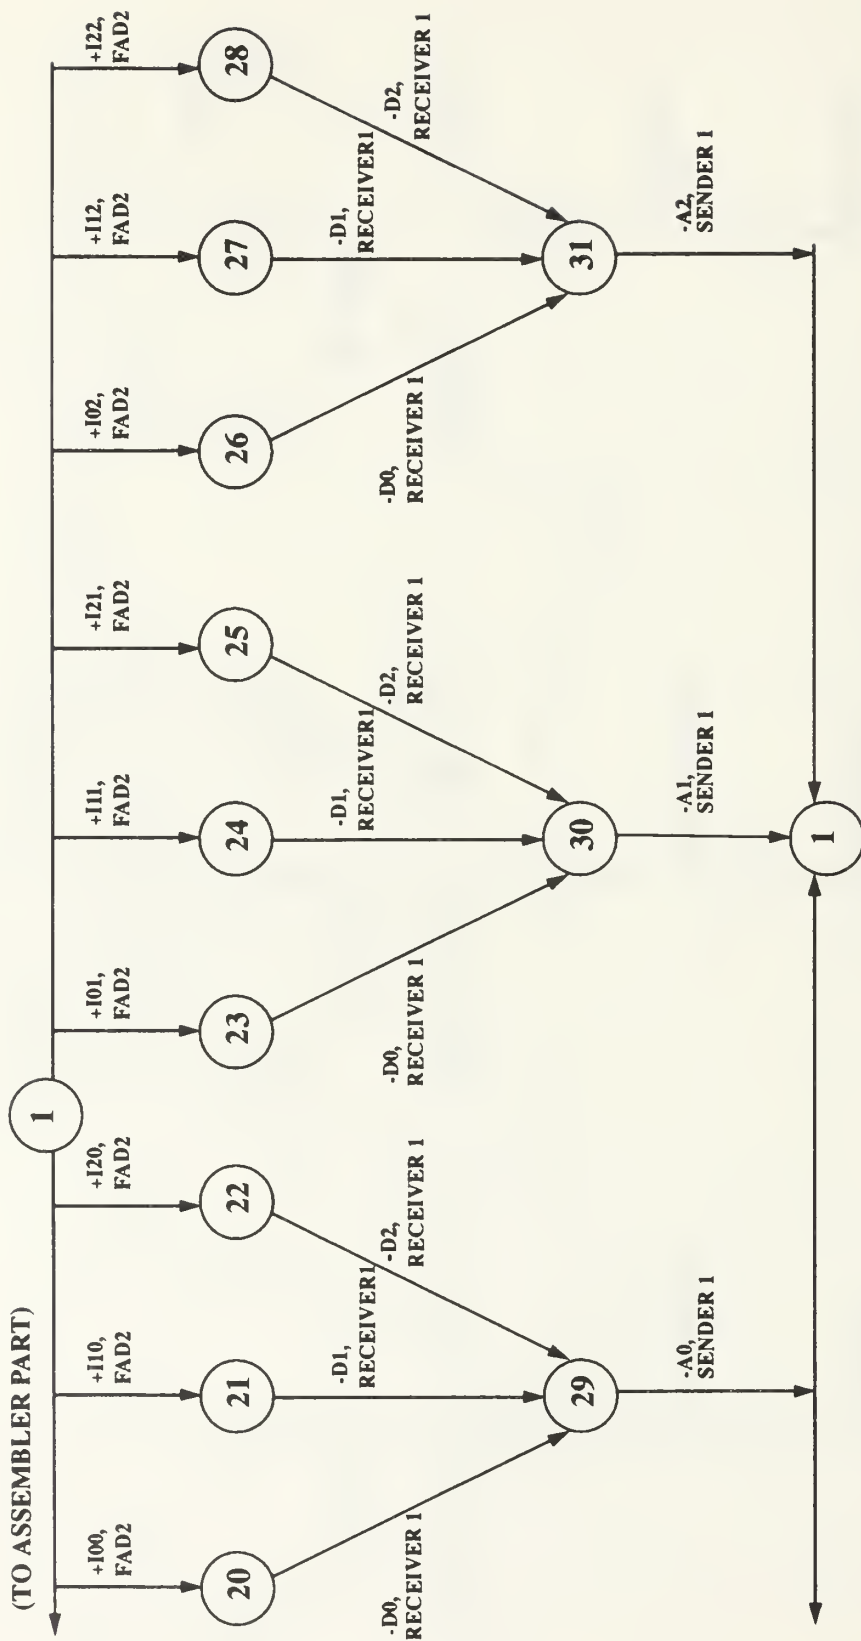 (TO ASSEMBLER PART)
1
+I00,
FAD2
+I10,
FAD2
+I20,
FAD2
+I01,
FAD2
+I11,
FAD2
+I21,
FAD2
+I02,
FAD2
+I12,
FAD2
+I22,
FAD2
20
21
22
23
24
25
26
27
28
-D0,
RECEIVER 1
-D1,
RECEIVER1
-D2,
RECEIVER 1
-D0,
RECEIVER 1
-D1,
RECEIVER1
-D2,
RECEIVER 1
-D0,
RECEIVER 1
-D1,
RECEIVER1
-D2,
RECEIVER 1
29
30
31
-A0,
SENDER 1
-A1,
SENDER 1
-A2,
SENDER 1
1